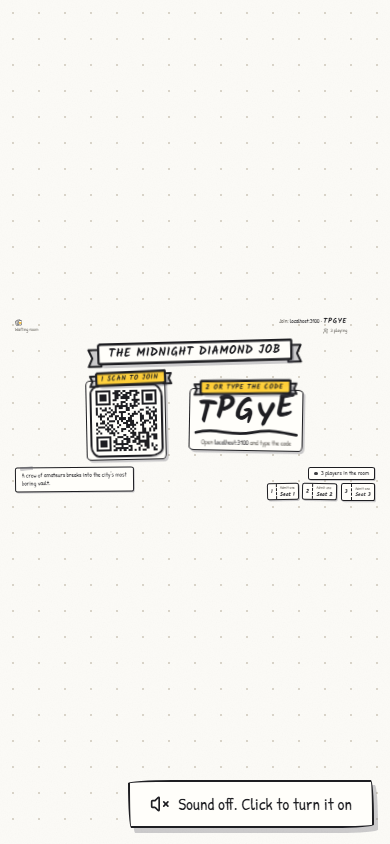 Waiting room
Join: localhost:3100 TPGYE
3 playing
THE MIDNIGHT DIAMOND JOB
1 SCAN TO JOIN
2 OR TYPE THE CODE
TPGYE
Open localhost:3100 and type the code
A crew of amateurs breaks into the city's most
boring vault.
3 players in the room
1 Seat 1
2 Seat 2
3 Seat 3
Sound off. Click to turn it on